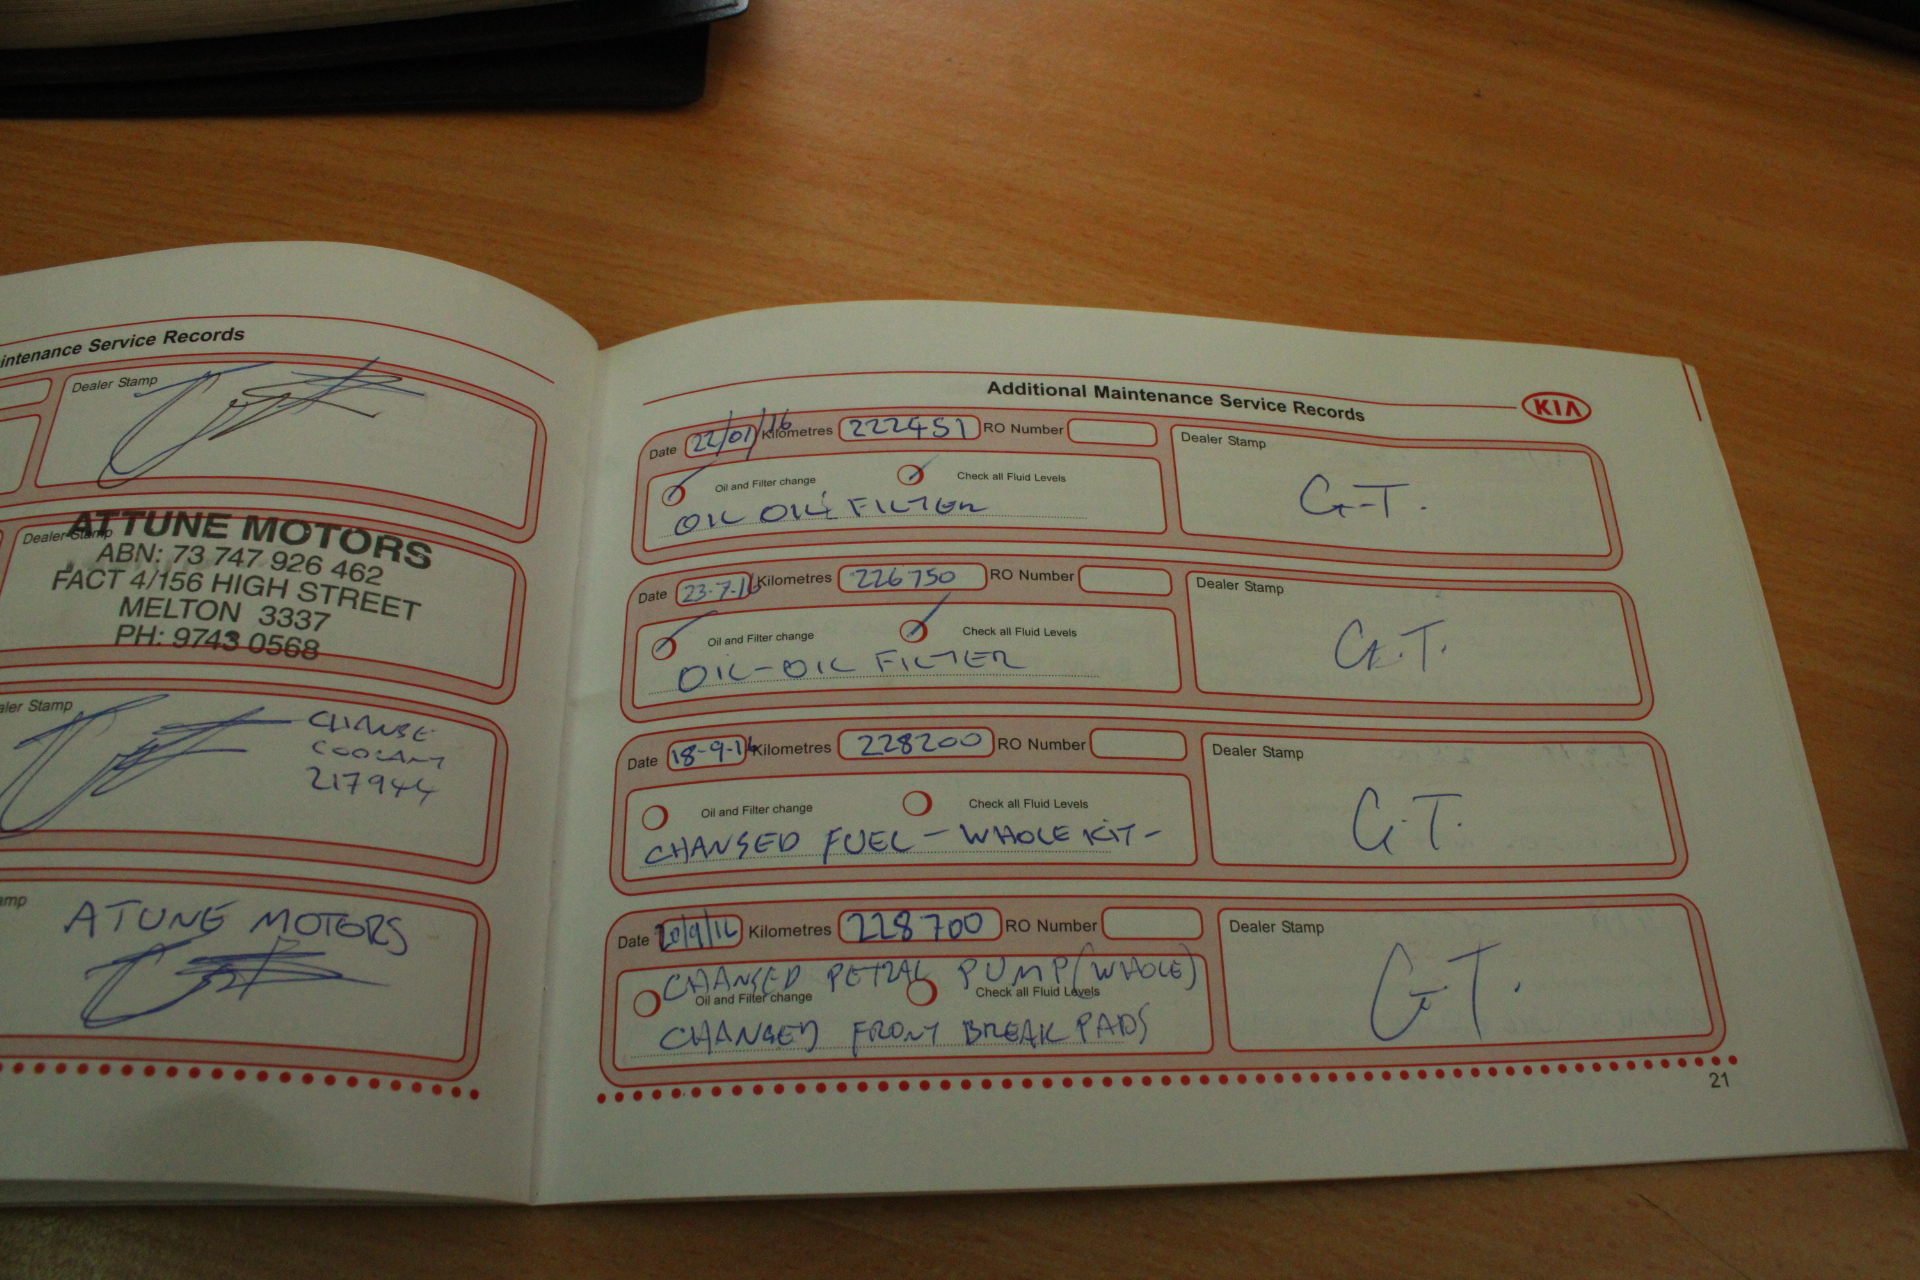 intenance Service Records
Dealer Stamp
Dealer Stamp
ATTUNE MOTORS
ABN: 73 747 926 462
FACT 4/156 HIGH STREET
MELTON 3337
PH: 9743 0568
aler Stamp
CHANGE
COOLANT
217944
amp
ATUNE MOTORS
Additional Maintenance Service Records
KIA
Date 22/01/16 Kilometres 222451 RO Number
Dealer Stamp
Oil and Filter change Check all Fluid Levels
OIL OIL FILTER
G.T.
Date 23-7-16 Kilometres 226750 RO Number
Dealer Stamp
Oil and Filter change Check all Fluid Levels
OIL-OIL FILTER
G.T.
Date 18-9-16 Kilometres 228200 RO Number
Dealer Stamp
Oil and Filter change Check all Fluid Levels
CHANGED FUEL - WHOLE KIT -
G.T.
Date 20/9/16 Kilometres 228700 RO Number
Dealer Stamp
CHANGED PETRAL PUMP (WHOLE)
Oil and Filter change Check all Fluid Levels
CHANGED FRONT BREAK PADS
G.T.
21